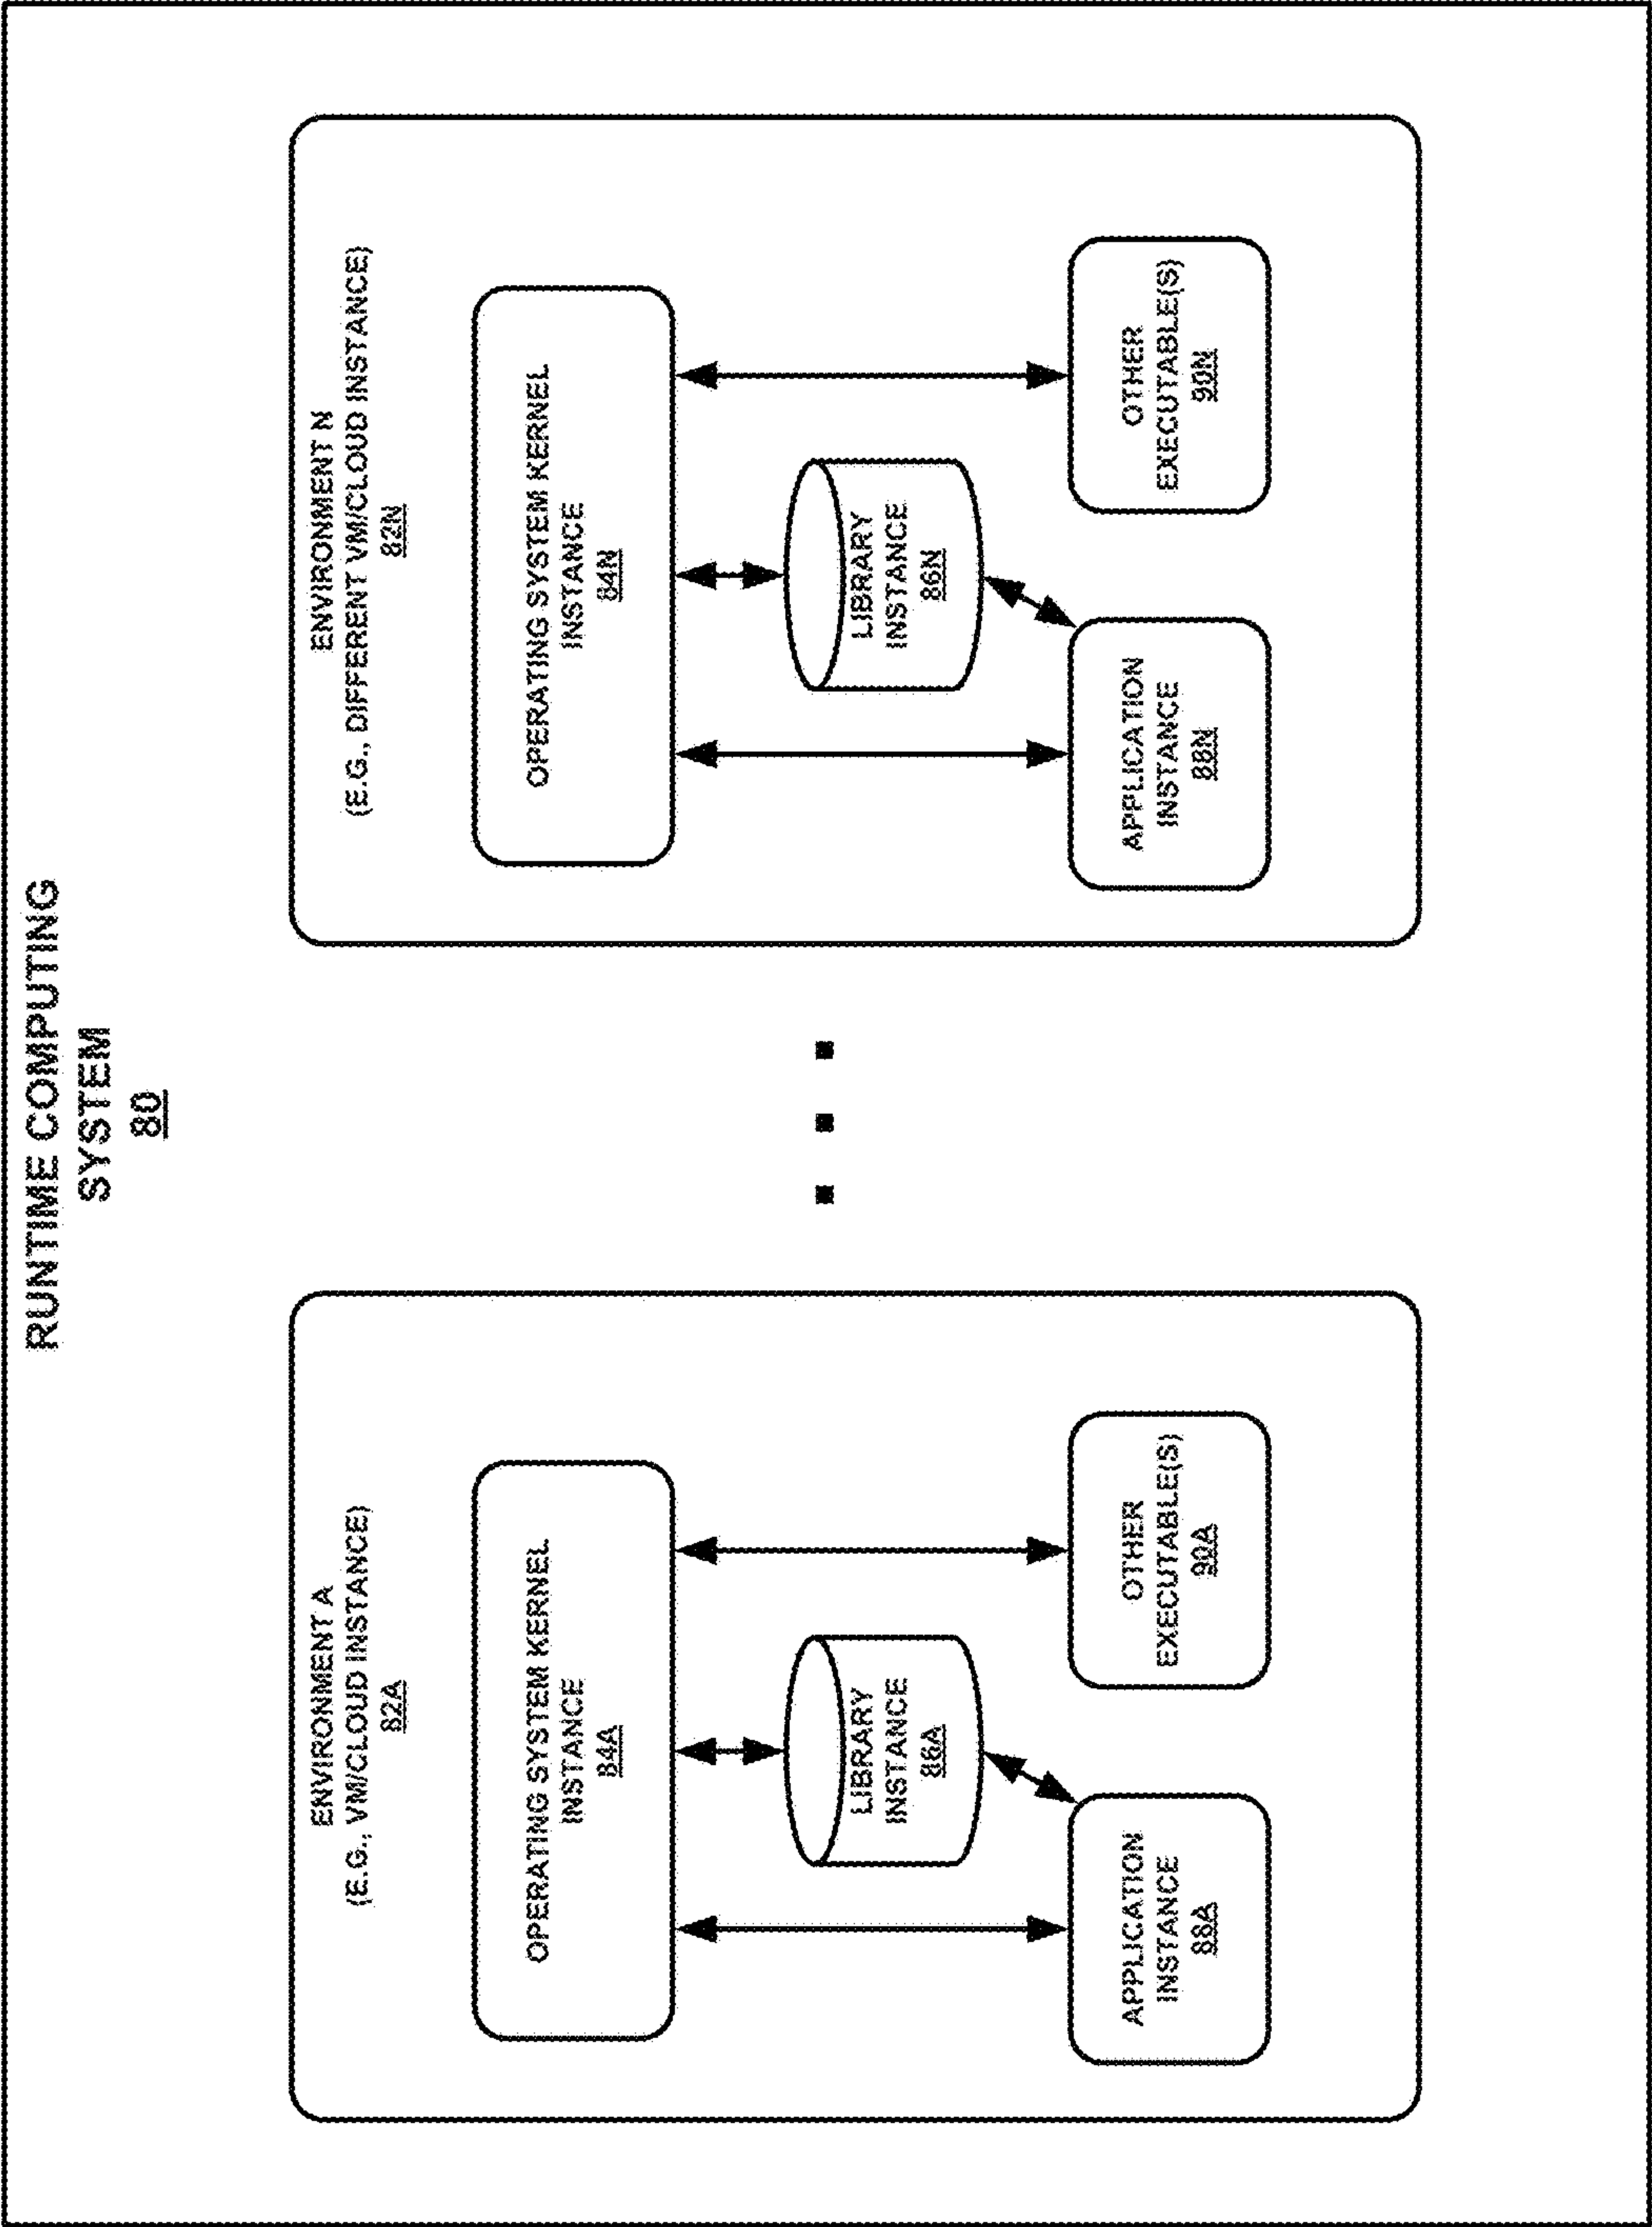 RUNTIME COMPUTING
SYSTEM
80
ENVIRONMENT A
(E.G., VM/CLOUD INSTANCE)
82A
OPERATING SYSTEM KERNEL
INSTANCE
84A
LIBRARY
INSTANCE
86A
APPLICATION
INSTANCE
88A
OTHER
EXECUTABLE(S)
90A
ENVIRONMENT N
(E.G., DIFFERENT VM/CLOUD INSTANCE)
82N
OPERATING SYSTEM KERNEL
INSTANCE
84N
LIBRARY
INSTANCE
86N
APPLICATION
INSTANCE
88N
OTHER
EXECUTABLE(S)
90N